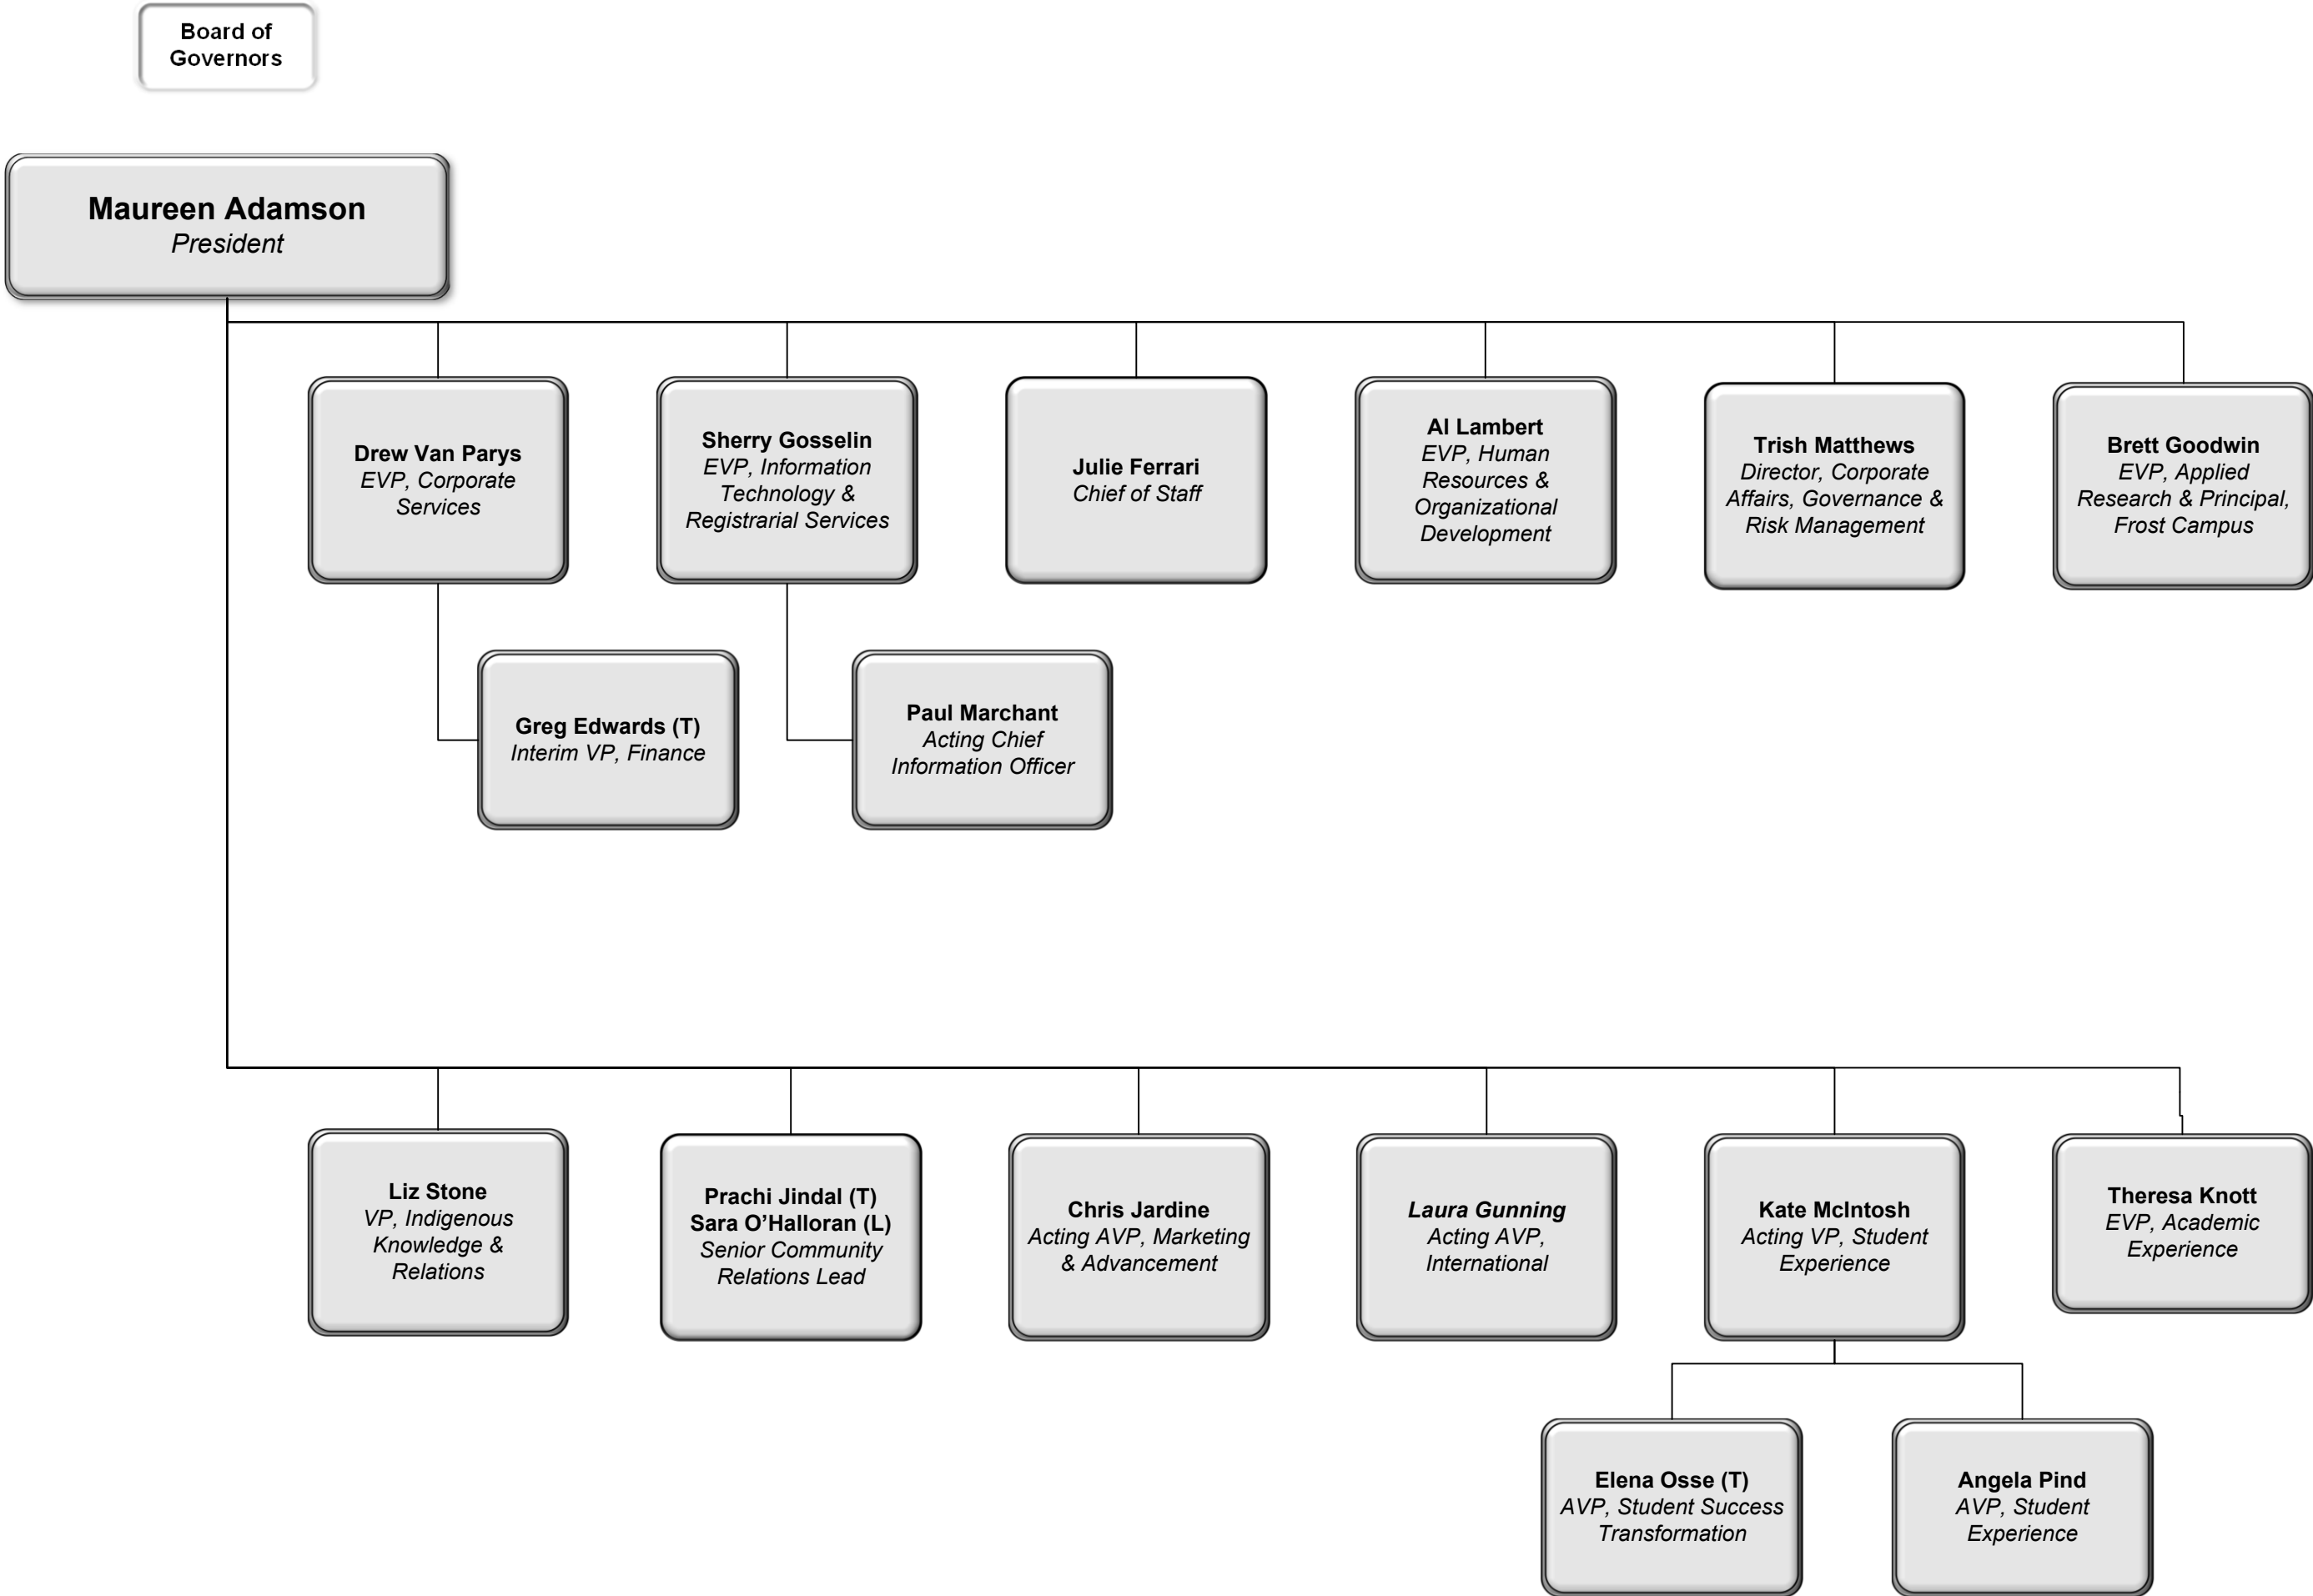 Board of
Governors
Maureen Adamson
President
Drew Van Parys
EVP, Corporate
Services
Sherry Gosselin
EVP, Information
Technology &
Registrarial Services
Julie Ferrari
Chief of Staff
Al Lambert
EVP, Human
Resources &
Organizational
Development
Trish Matthews
Director, Corporate
Affairs, Governance &
Risk Management
Brett Goodwin
EVP, Applied
Research & Principal,
Frost Campus
Greg Edwards (T)
Interim VP, Finance
Paul Marchant
Acting Chief
Information Officer
Liz Stone
VP, Indigenous
Knowledge &
Relations
Prachi Jindal (T)
Sara O’Halloran (L)
Senior Community
Relations Lead
Chris Jardine
Acting AVP, Marketing
& Advancement
Laura Gunning
Acting AVP,
International
Kate McIntosh
Acting VP, Student
Experience
Theresa Knott
EVP, Academic
Experience
Elena Osse (T)
AVP, Student Success
Transformation
Angela Pind
AVP, Student
Experience